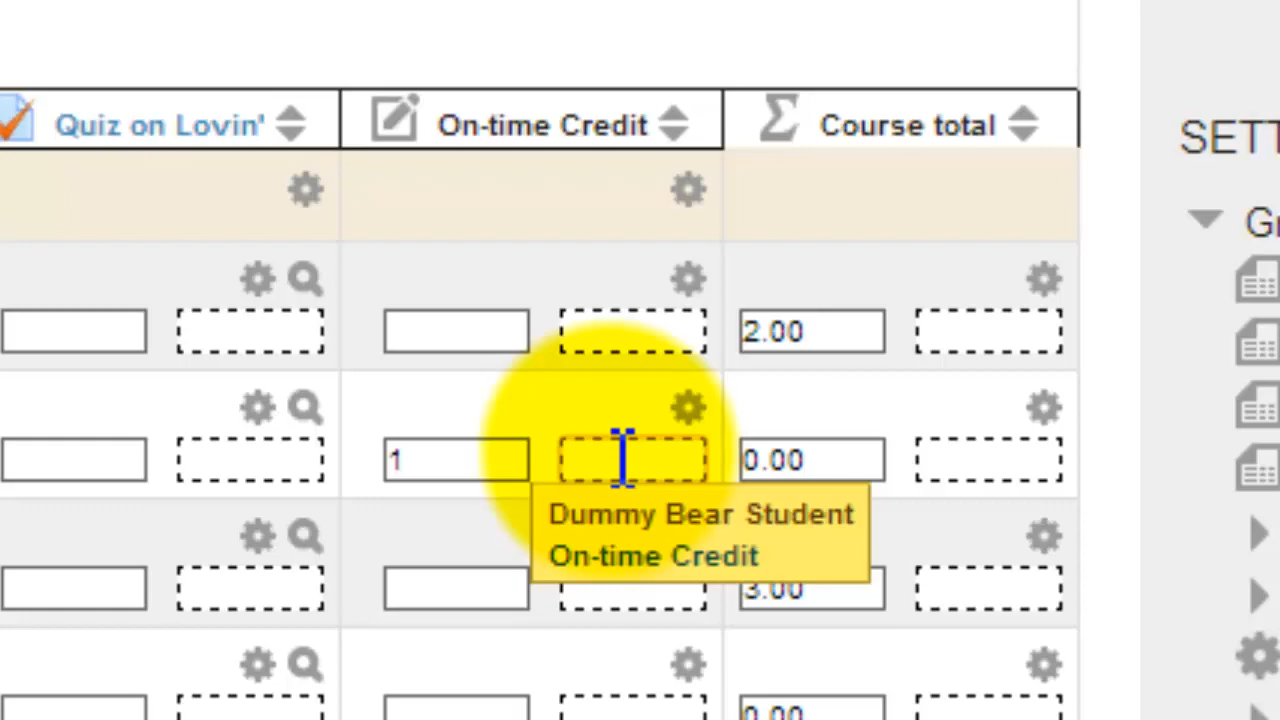 Quiz on Lovin' On-time Credit Course total
SETT
Gr
2.00
1 0.00
Dummy Bear Student
On-time Credit
3.00
0.00